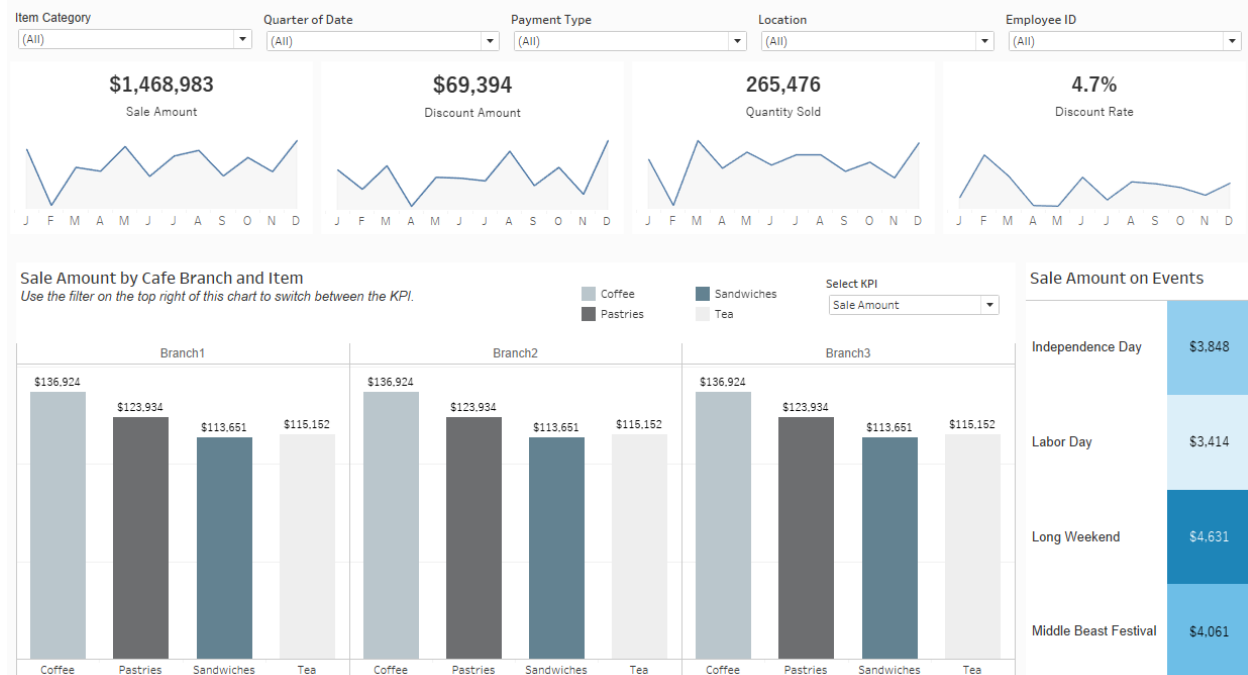 Item Category
Quarter of Date
Payment Type
Location
Employee ID
(All)
(All)
(All)
(All)
(All)
$1,468,983
Sale Amount
J F M A M J J A S O N D
$69,394
Discount Amount
J F M A M J J A S O N D
265,476
Quantity Sold
J F M A M J J A S O N D
4.7%
Discount Rate
J F M A M J J A S O N D
Sale Amount by Cafe Branch and Item
Use the filter on the top right of this chart to switch between the KPI.
Coffee
Sandwiches
Pastries
Tea
Select KPI
Sale Amount
Branch1
$136,924
$123,934
$113,651
$115,152
Coffee Pastries Sandwiches Tea
Branch2
$136,924
$123,934
$113,651
$115,152
Coffee Pastries Sandwiches Tea
Branch3
$136,924
$123,934
$113,651
$115,152
Coffee Pastries Sandwiches Tea
Sale Amount on Events
Independence Day $3,848
Labor Day $3,414
Long Weekend $4,631
Middle Beast Festival $4,061